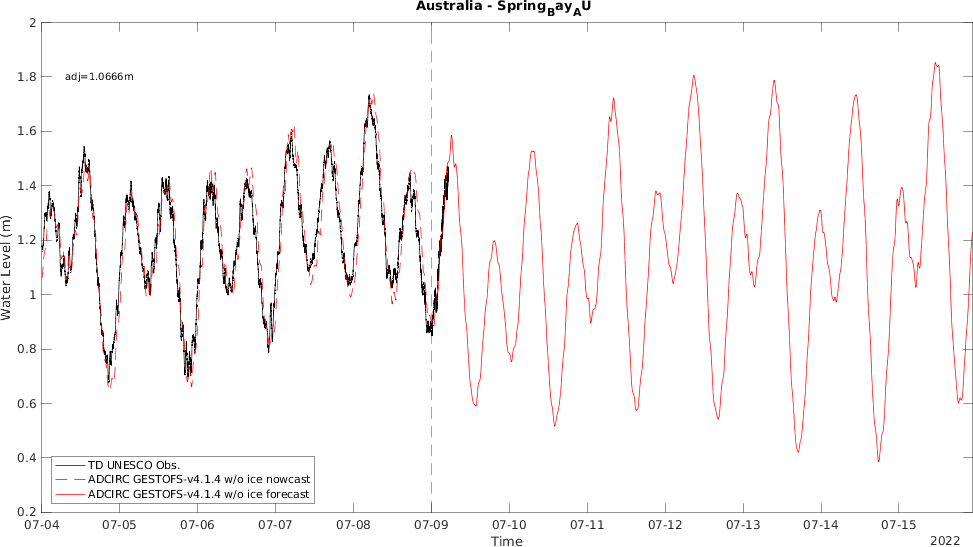 Australia - SpringBayAU
2
1.8
adj=1.0666m
1.6
1.4
1.2
1
0.8
0.6
0.4
0.2
Water Level (m)
TD UNESCO Obs.
ADCIRC GESTOFS-v4.1.4 w/o ice nowcast
ADCIRC GESTOFS-v4.1.4 w/o ice forecast
07-04 07-05 07-06 07-07 07-08 07-09 07-10 07-11 07-12 07-13 07-14 07-15
Time
2022